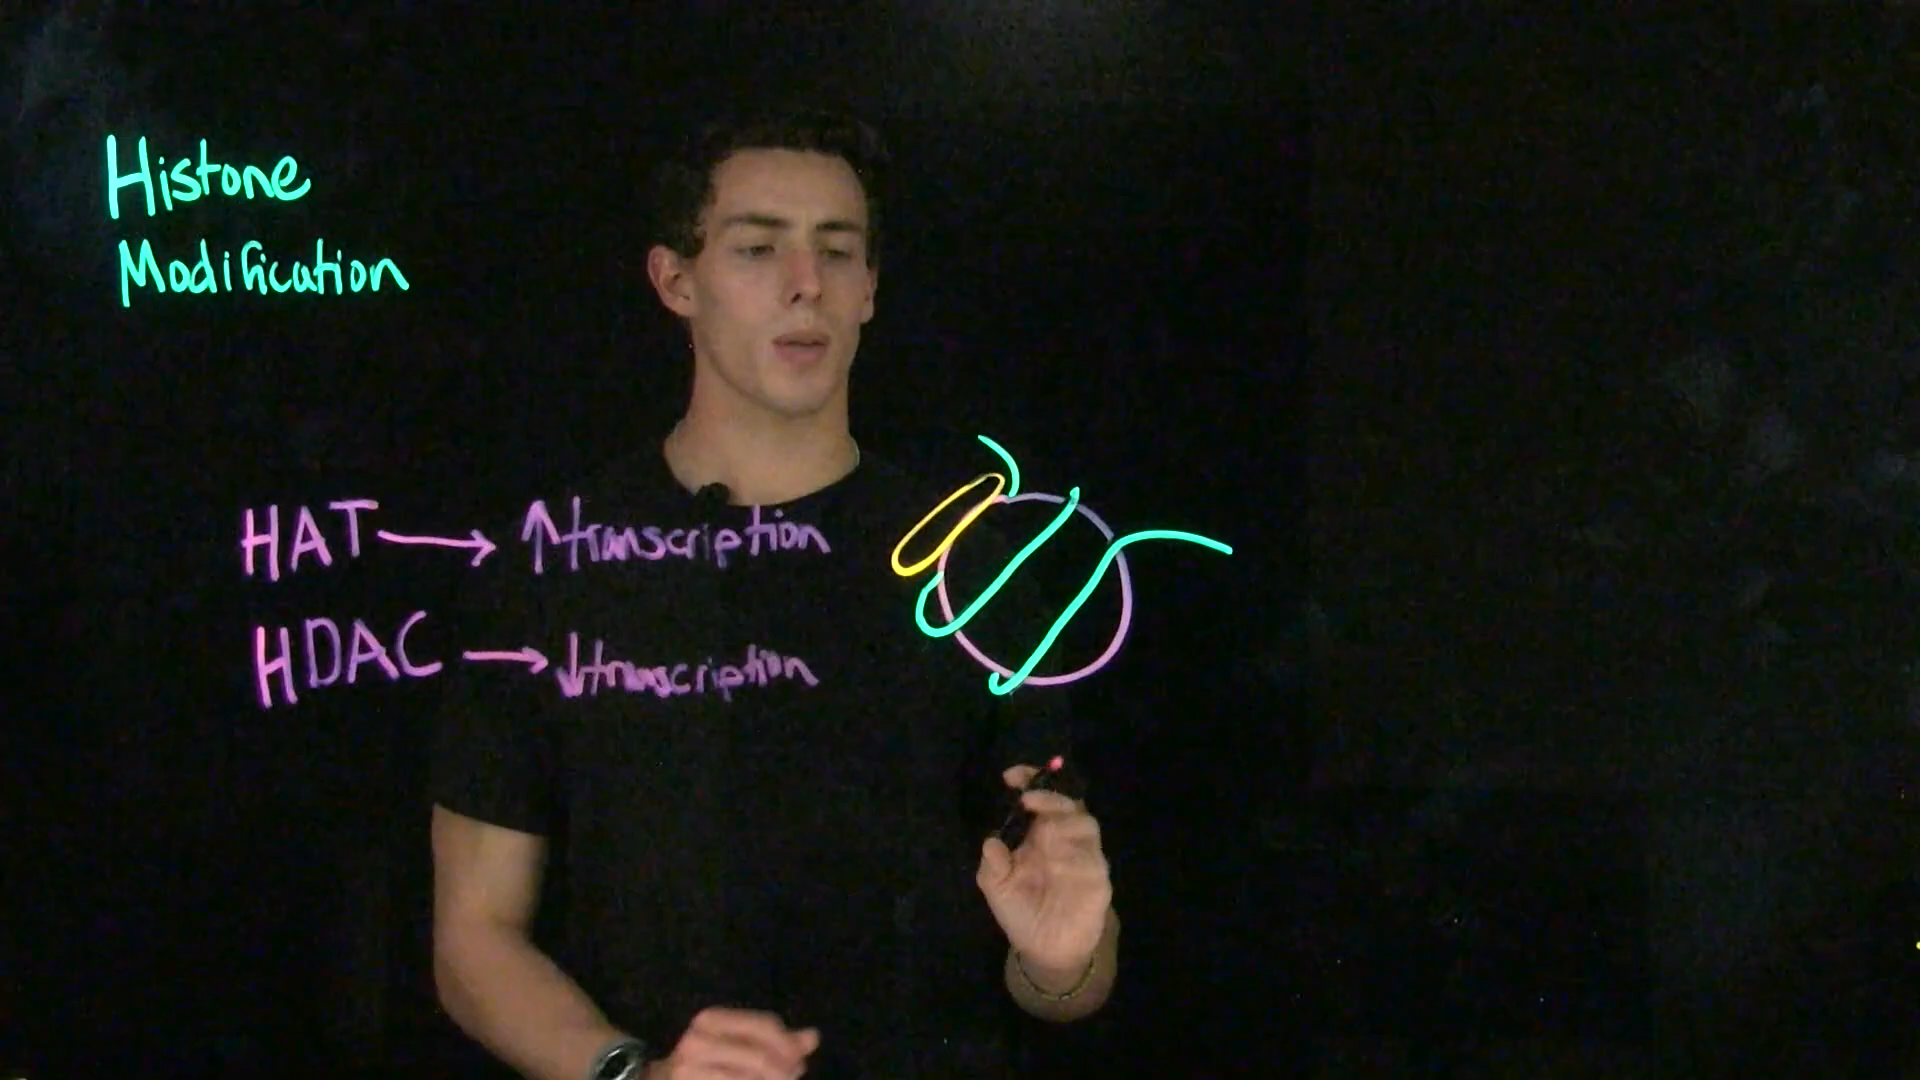 Histone
Modification
HAT → ↑transcription
HDAC → ↓transcription